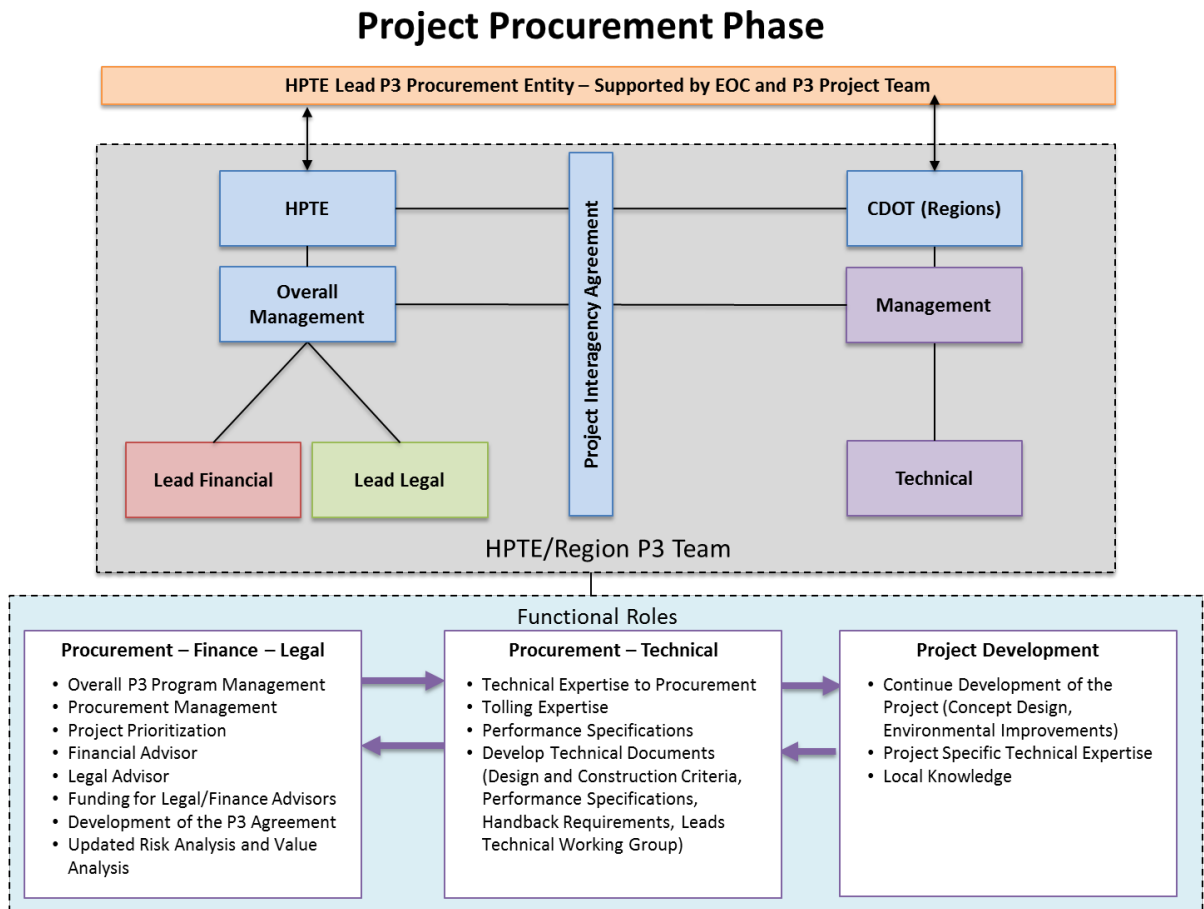 Project Procurement Phase
HPTE Lead P3 Procurement Entity – Supported by EOC and P3 Project Team
HPTE
CDOT (Regions)
Project Interagency Agreement
Overall
Management
Management
Lead Financial
Lead Legal
Technical
HPTE/Region P3 Team
Functional Roles
Procurement – Finance – Legal
• Overall P3 Program Management
• Procurement Management
• Project Prioritization
• Financial Advisor
• Legal Advisor
• Funding for Legal/Finance Advisors
• Development of the P3 Agreement
• Updated Risk Analysis and Value
Analysis
Procurement – Technical
• Technical Expertise to Procurement
• Tolling Expertise
• Performance Specifications
• Develop Technical Documents
(Design and Construction Criteria,
Performance Specifications,
Handback Requirements, Leads
Technical Working Group)
Project Development
• Continue Development of the
Project (Concept Design,
Environmental Improvements)
• Project Specific Technical Expertise
• Local Knowledge